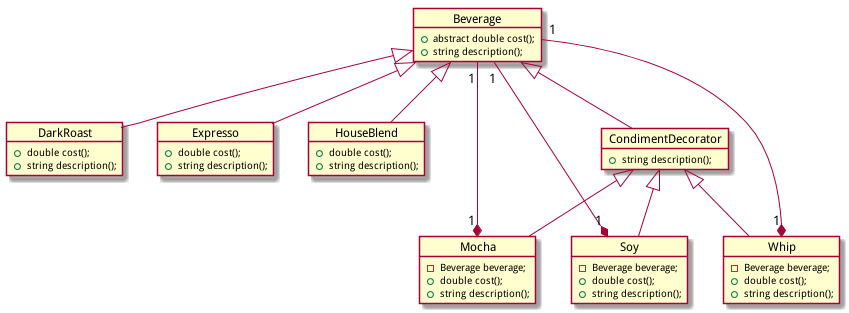 Beverage
abstract double cost();
string description();
1
1
1
DarkRoast
double cost();
string description();
Expresso
double cost();
string description();
HouseBlend
double cost();
string description();
CondimentDecorator
string description();
1
1
1
Mocha
Beverage beverage;
double cost();
string description();
Soy
Beverage beverage;
double cost();
string description();
Whip
Beverage beverage;
double cost();
string description();